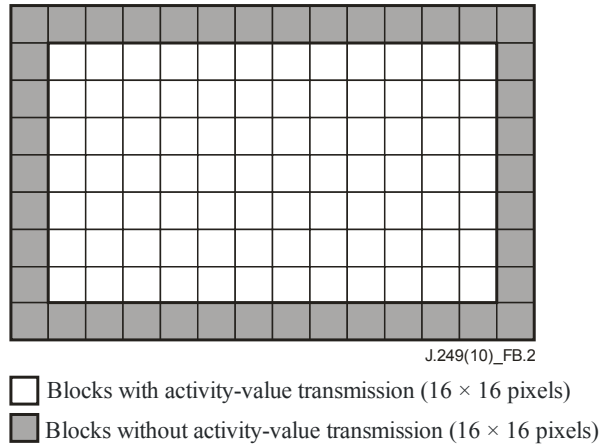 J.249(10)_FB.2
Blocks with activity-value transmission (16 × 16 pixels)
Blocks without activity-value transmission (16 × 16 pixels)